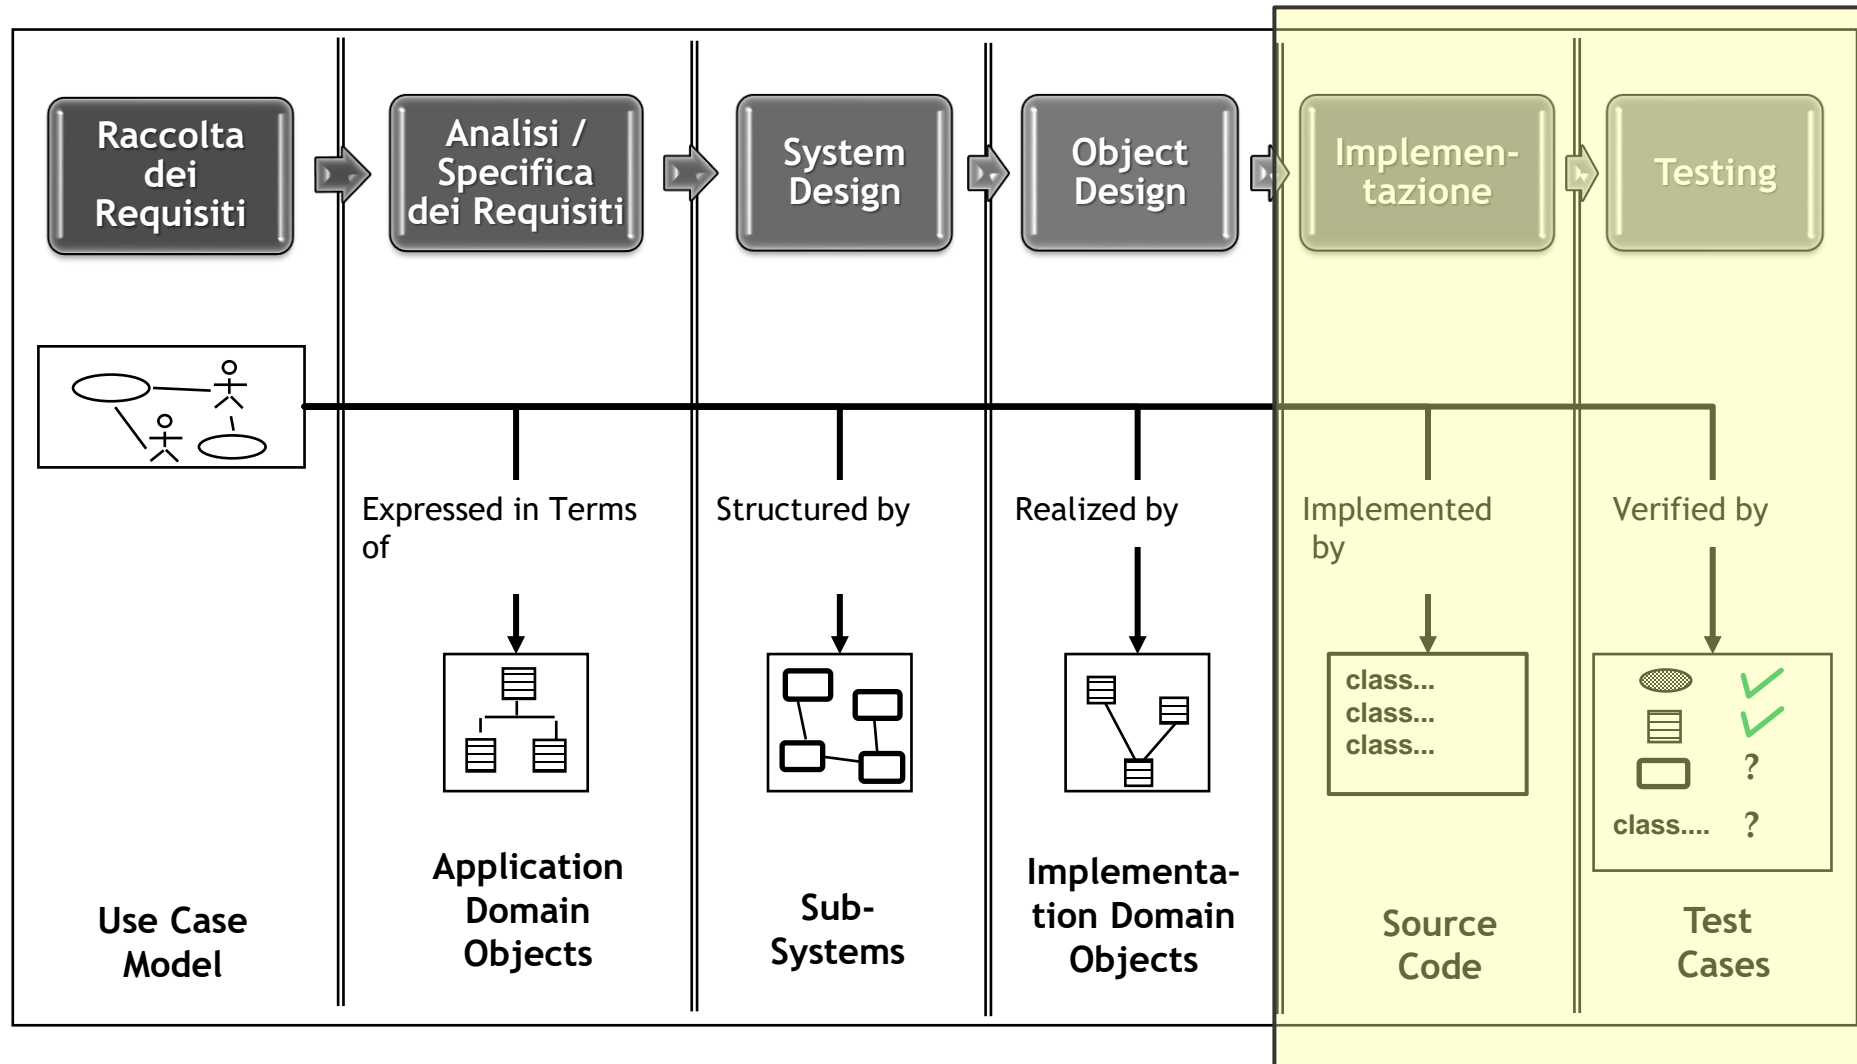 Raccolta
dei
Requisiti
Analisi /
Specifica
dei Requisiti
System
Design
Object
Design
Implemen-
tazione
Testing
Expressed in Terms
of
Structured by
Realized by
Implemented
by
Verified by
class...
class...
class...
?
class....
?
Use Case
Model
Application
Domain
Objects
Sub-
Systems
Implementa-
tion Domain
Objects
Source
Code
Test
Cases